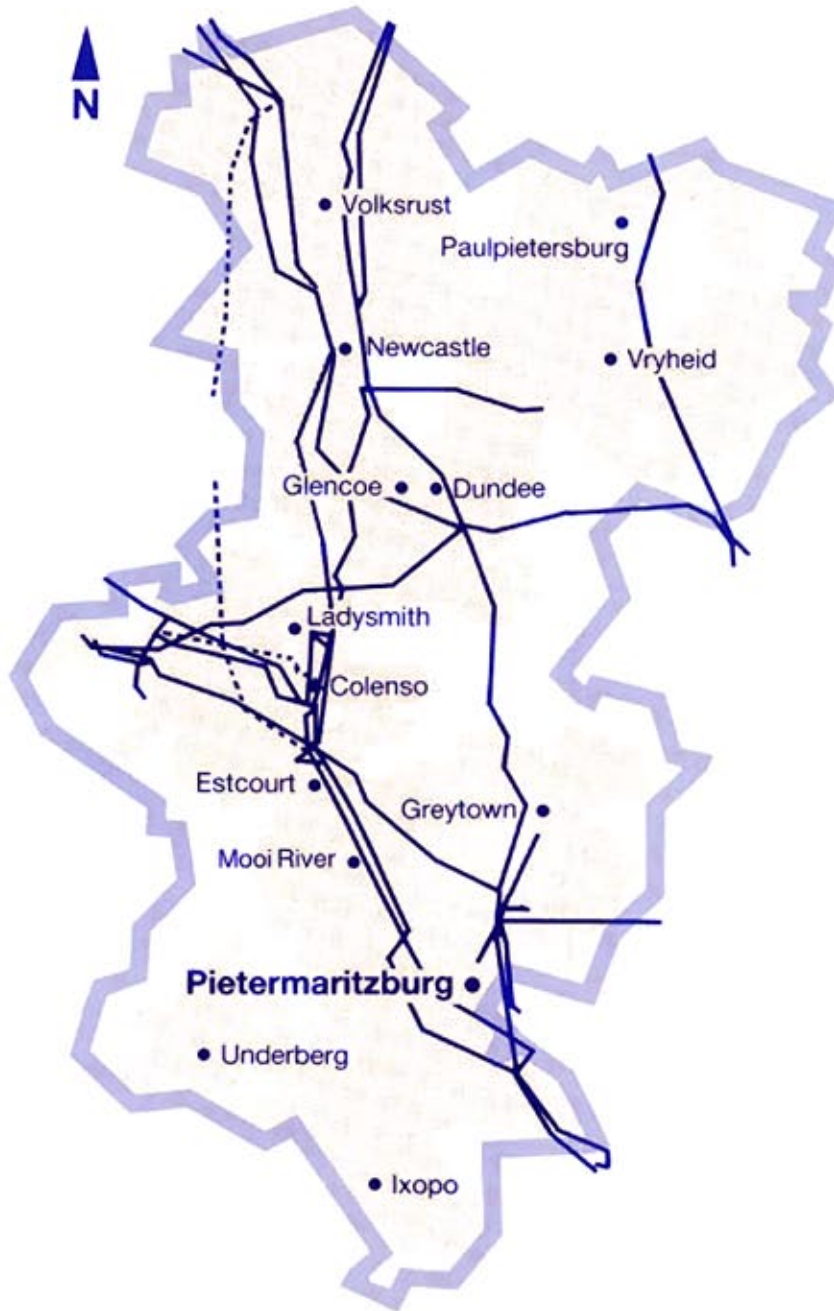 N
Volksrust
Paulpietersburg
Newcastle
Vryheid
Glencoe
Dundee
Ladysmith
Colenso
Estcourt
Greytown
Mooi River
Pietermaritzburg
Underberg
Ixopo